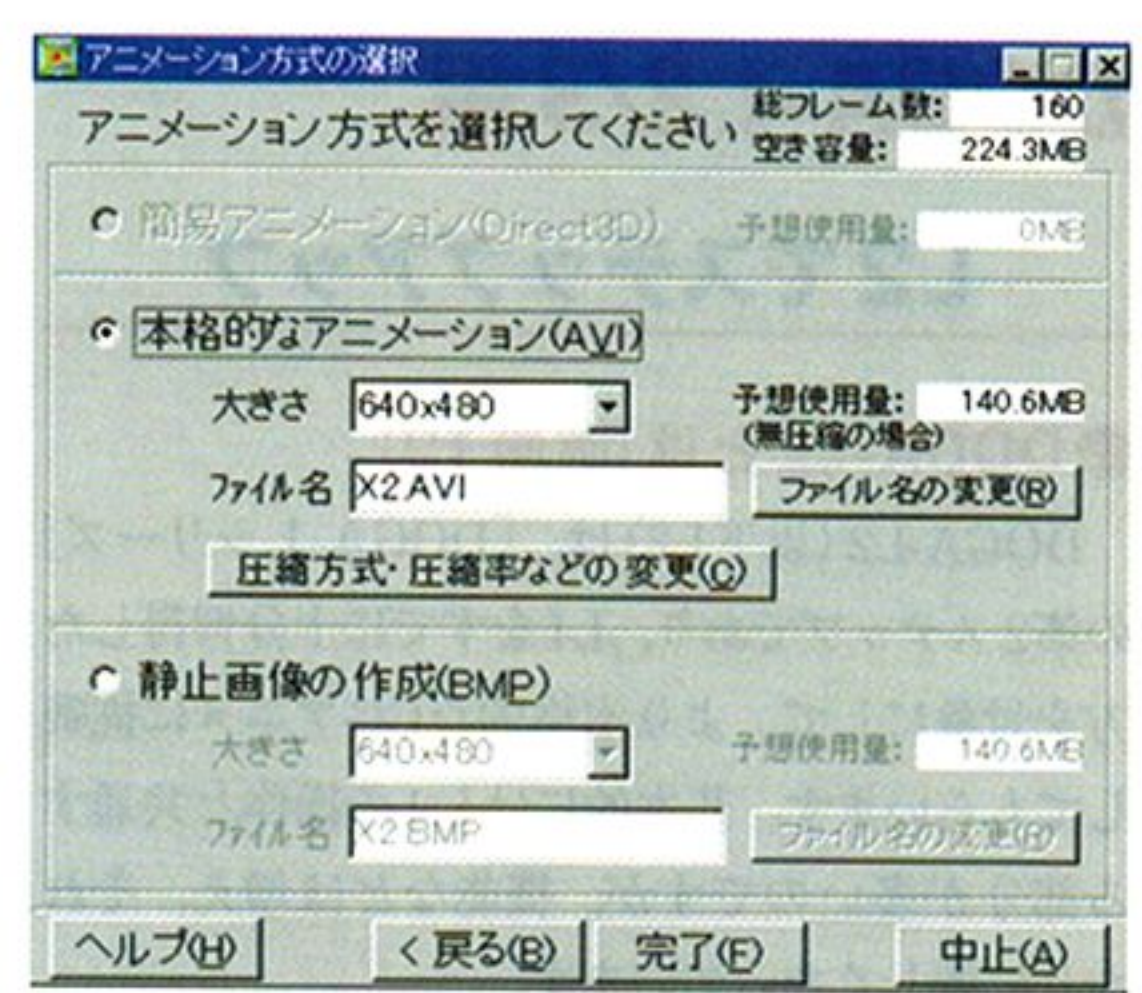 アニメーション方式の選択
アニメーション方式を選択してください
総フレーム数: 160
空き容量: 224.3MB
簡易アニメーション(Direct3D) 予想使用量: 0MB
本格的なアニメーション(AVI)
大きさ 640x480 予想使用量: 140.6MB
(無圧縮の場合)
ファイル名 X2.AVI ファイル名の変更(R)
圧縮方式・圧縮率などの変更(C)
静止画像の作成(BMP)
大きさ 640x480 予想使用量: 140.6MB
ファイル名 X2.BMP ファイル名の変更(R)
ヘルプ(H) < 戻る(B) 完了(F) 中止(A)